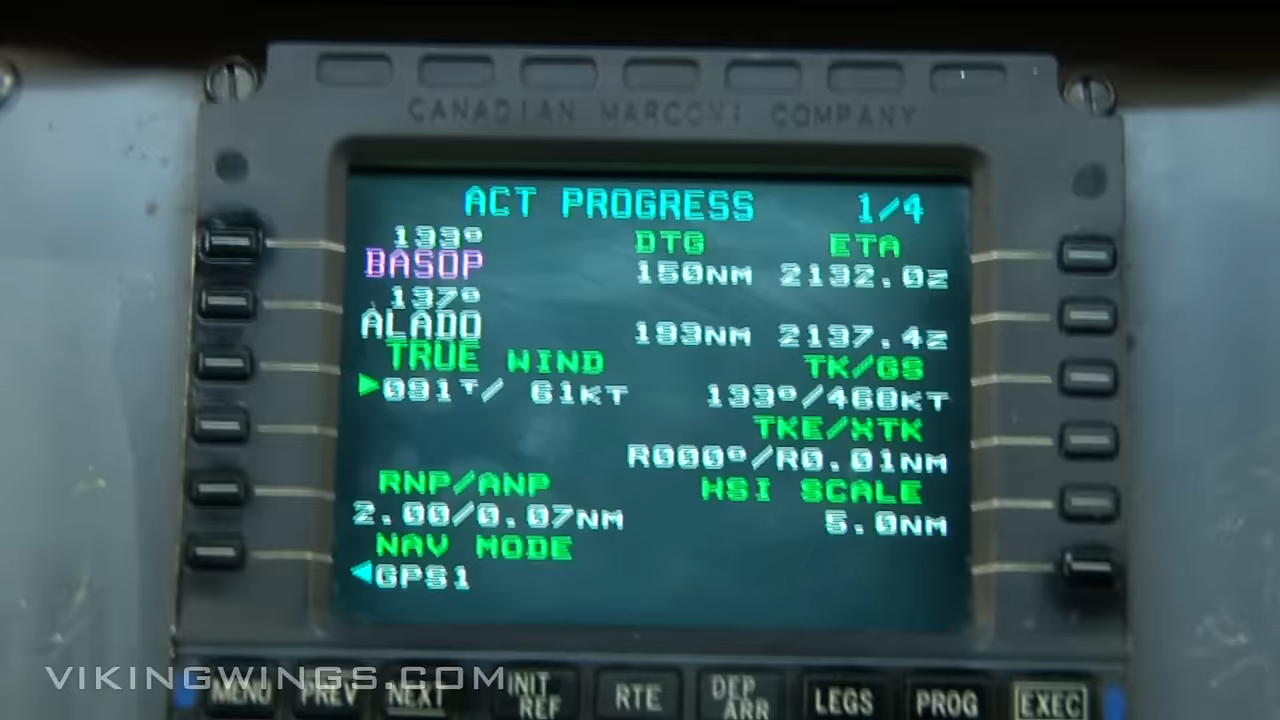 CANADIAN MARCONI COMPANY
ACT PROGRESS 1/4
133° DTG ETA
BASOP 150NM 2132.0z
137°
ALADO 193NM 2137.4z
TRUE WIND TK/GS
►091T/ 61KT 133°/468KT
TKE/XTK
R000°/R0.01NM
RNP/ANP HSI SCALE
2.00/0.07NM 5.0NM
NAV MODE
◄GPS1
VIKINGWINGS.COM
MENU PREV NEXT INIT REF RTE DEP ARR LEGS PROG EXEC